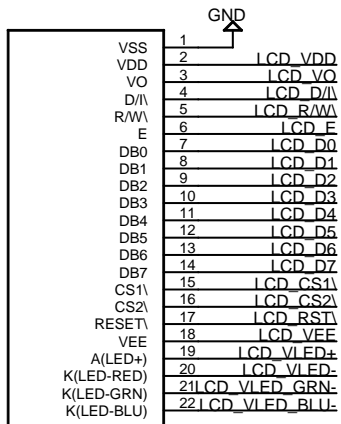 GND
VSS 1
VDD 2 LCD_VDD
VO 3 LCD_VO
D/I\ 4 LCD_D/I\
R/W\ 5 LCD_R/W\
E 6 LCD_E
DB0 7 LCD_D0
DB1 8 LCD_D1
DB2 9 LCD_D2
DB3 10 LCD_D3
DB4 11 LCD_D4
DB5 12 LCD_D5
DB6 13 LCD_D6
DB7 14 LCD_D7
CS1\ 15 LCD_CS1\
CS2\ 16 LCD_CS2\
RESET\ 17 LCD_RST\
VEE 18 LCD_VEE
A(LED+) 19 LCD_VLED+
K(LED-RED) 20 LCD_VLED-
K(LED-GRN) 21 LCD_VLED_GRN-
K(LED-BLU) 22 LCD_VLED_BLU-